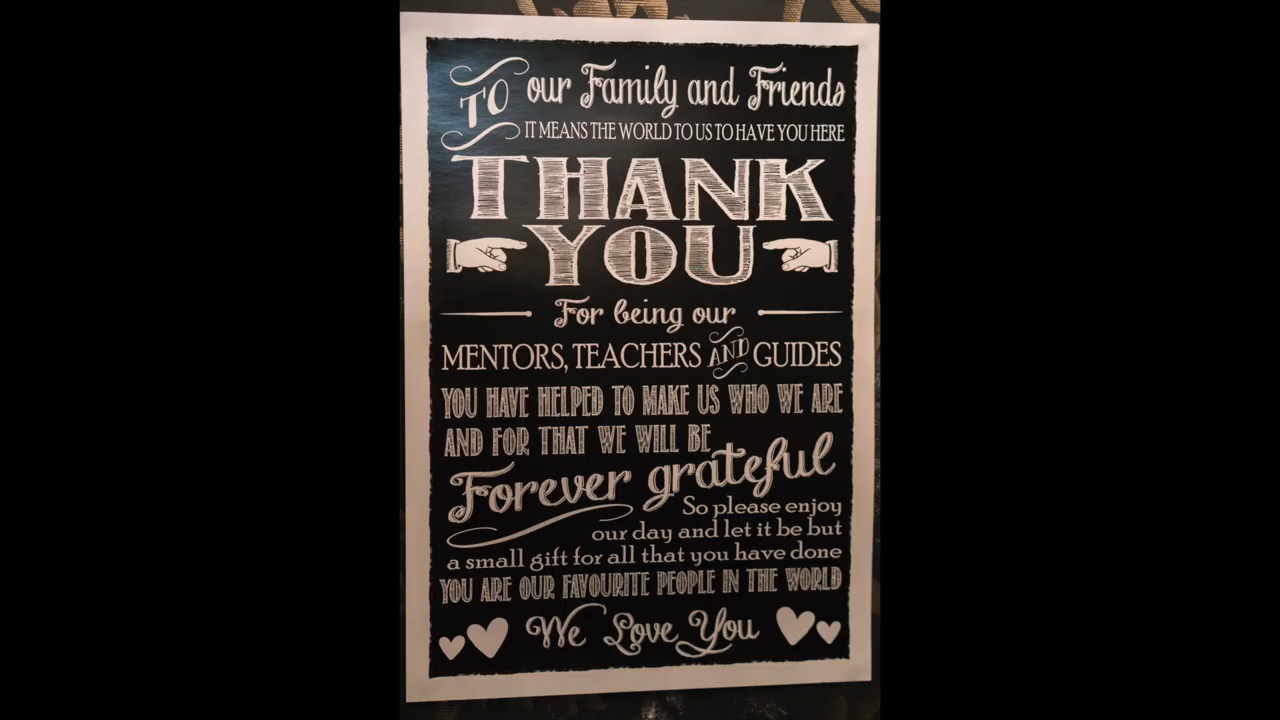 TO our Family and Friends
IT MEANS THE WORLD TO US TO HAVE YOU HERE
THANK
YOU
For being our
MENTORS, TEACHERS AND GUIDES
YOU HAVE HELPED TO MAKE US WHO WE ARE
AND FOR THAT WE WILL BE
Forever grateful
So please enjoy
our day and let it be but
a small gift for all that you have done
YOU ARE OUR FAVOURITE PEOPLE IN THE WORLD
We Love You